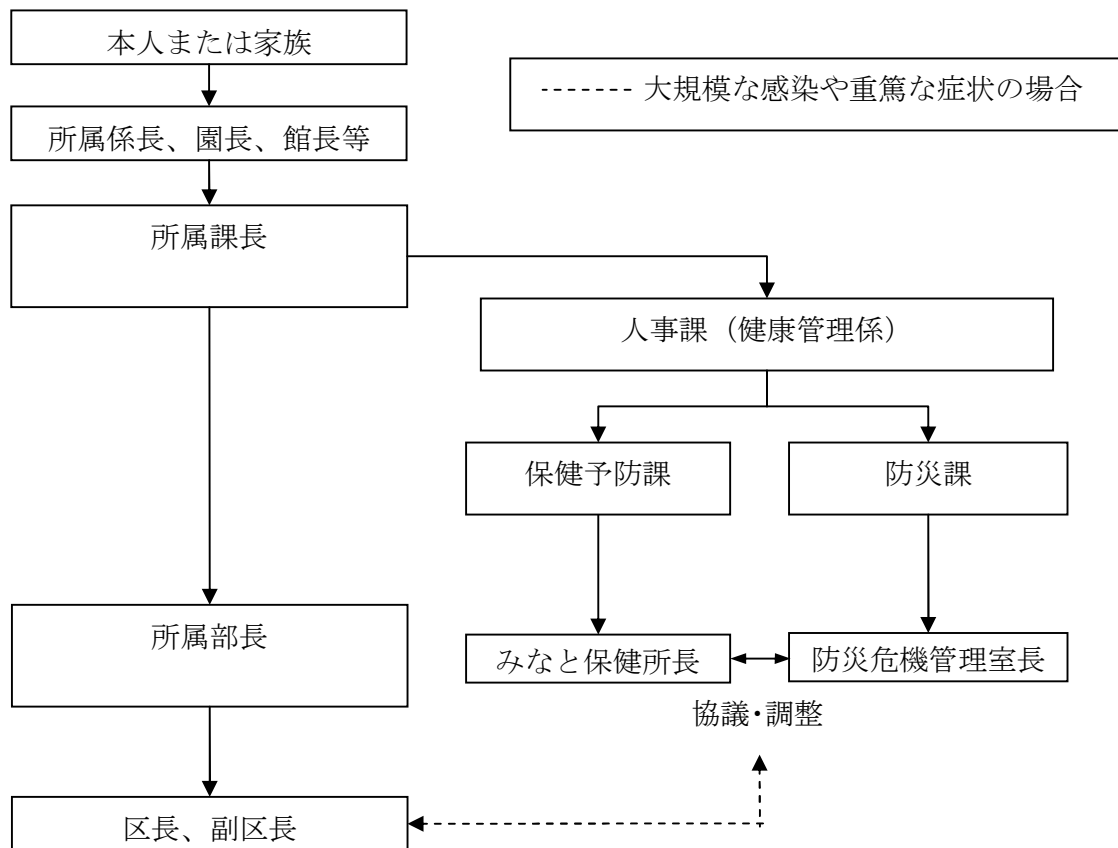 本人または家族
------- 大規模な感染や重篤な症状の場合
所属係長、園長、館長等
所属課長
人事課（健康管理係）
保健予防課
防災課
所属部長
みなと保健所長
防災危機管理室長
協議・調整
区長、副区長